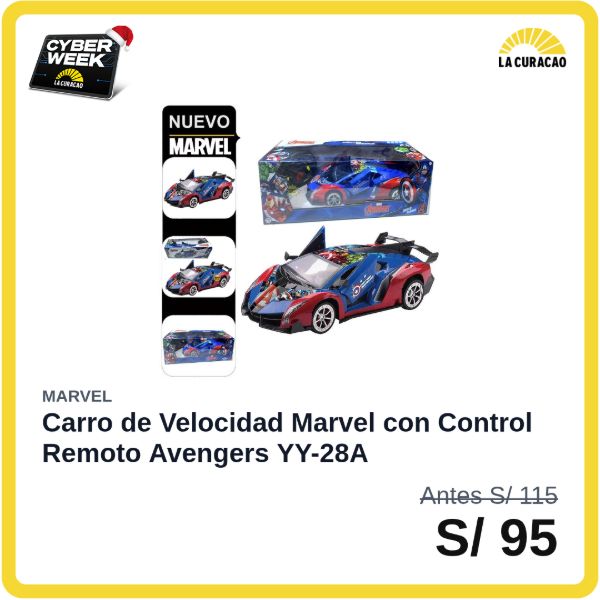 CYBER
WEEK
LA CURACAO
LA CURACAO
NUEVO
MARVEL
MARVEL
Carro de Velocidad Marvel con Control
Remoto Avengers YY-28A
Antes S/ 115
S/ 95